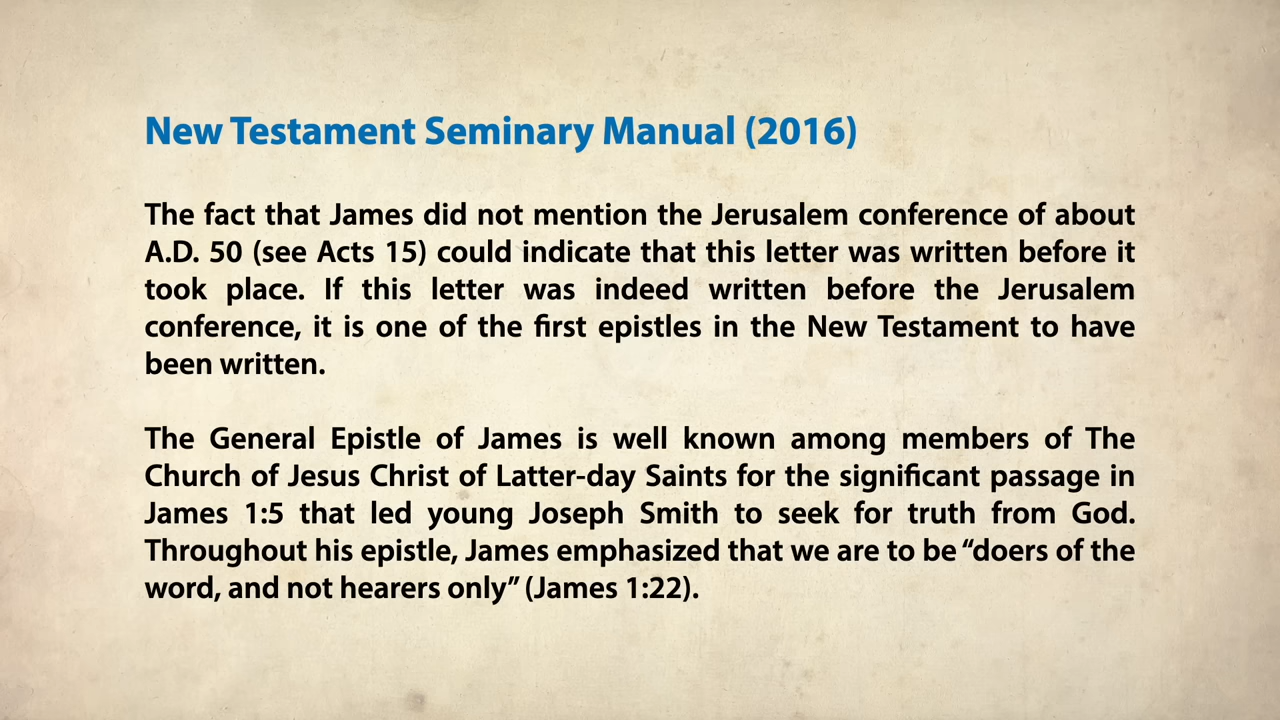 New Testament Seminary Manual (2016)
The fact that James did not mention the Jerusalem conference of about
A.D. 50 (see Acts 15) could indicate that this letter was written before it
took place. If this letter was indeed written before the Jerusalem
conference, it is one of the first epistles in the New Testament to have
been written.
The General Epistle of James is well known among members of The
Church of Jesus Christ of Latter-day Saints for the significant passage in
James 1:5 that led young Joseph Smith to seek for truth from God.
Throughout his epistle, James emphasized that we are to be “doers of the
word, and not hearers only” (James 1:22).